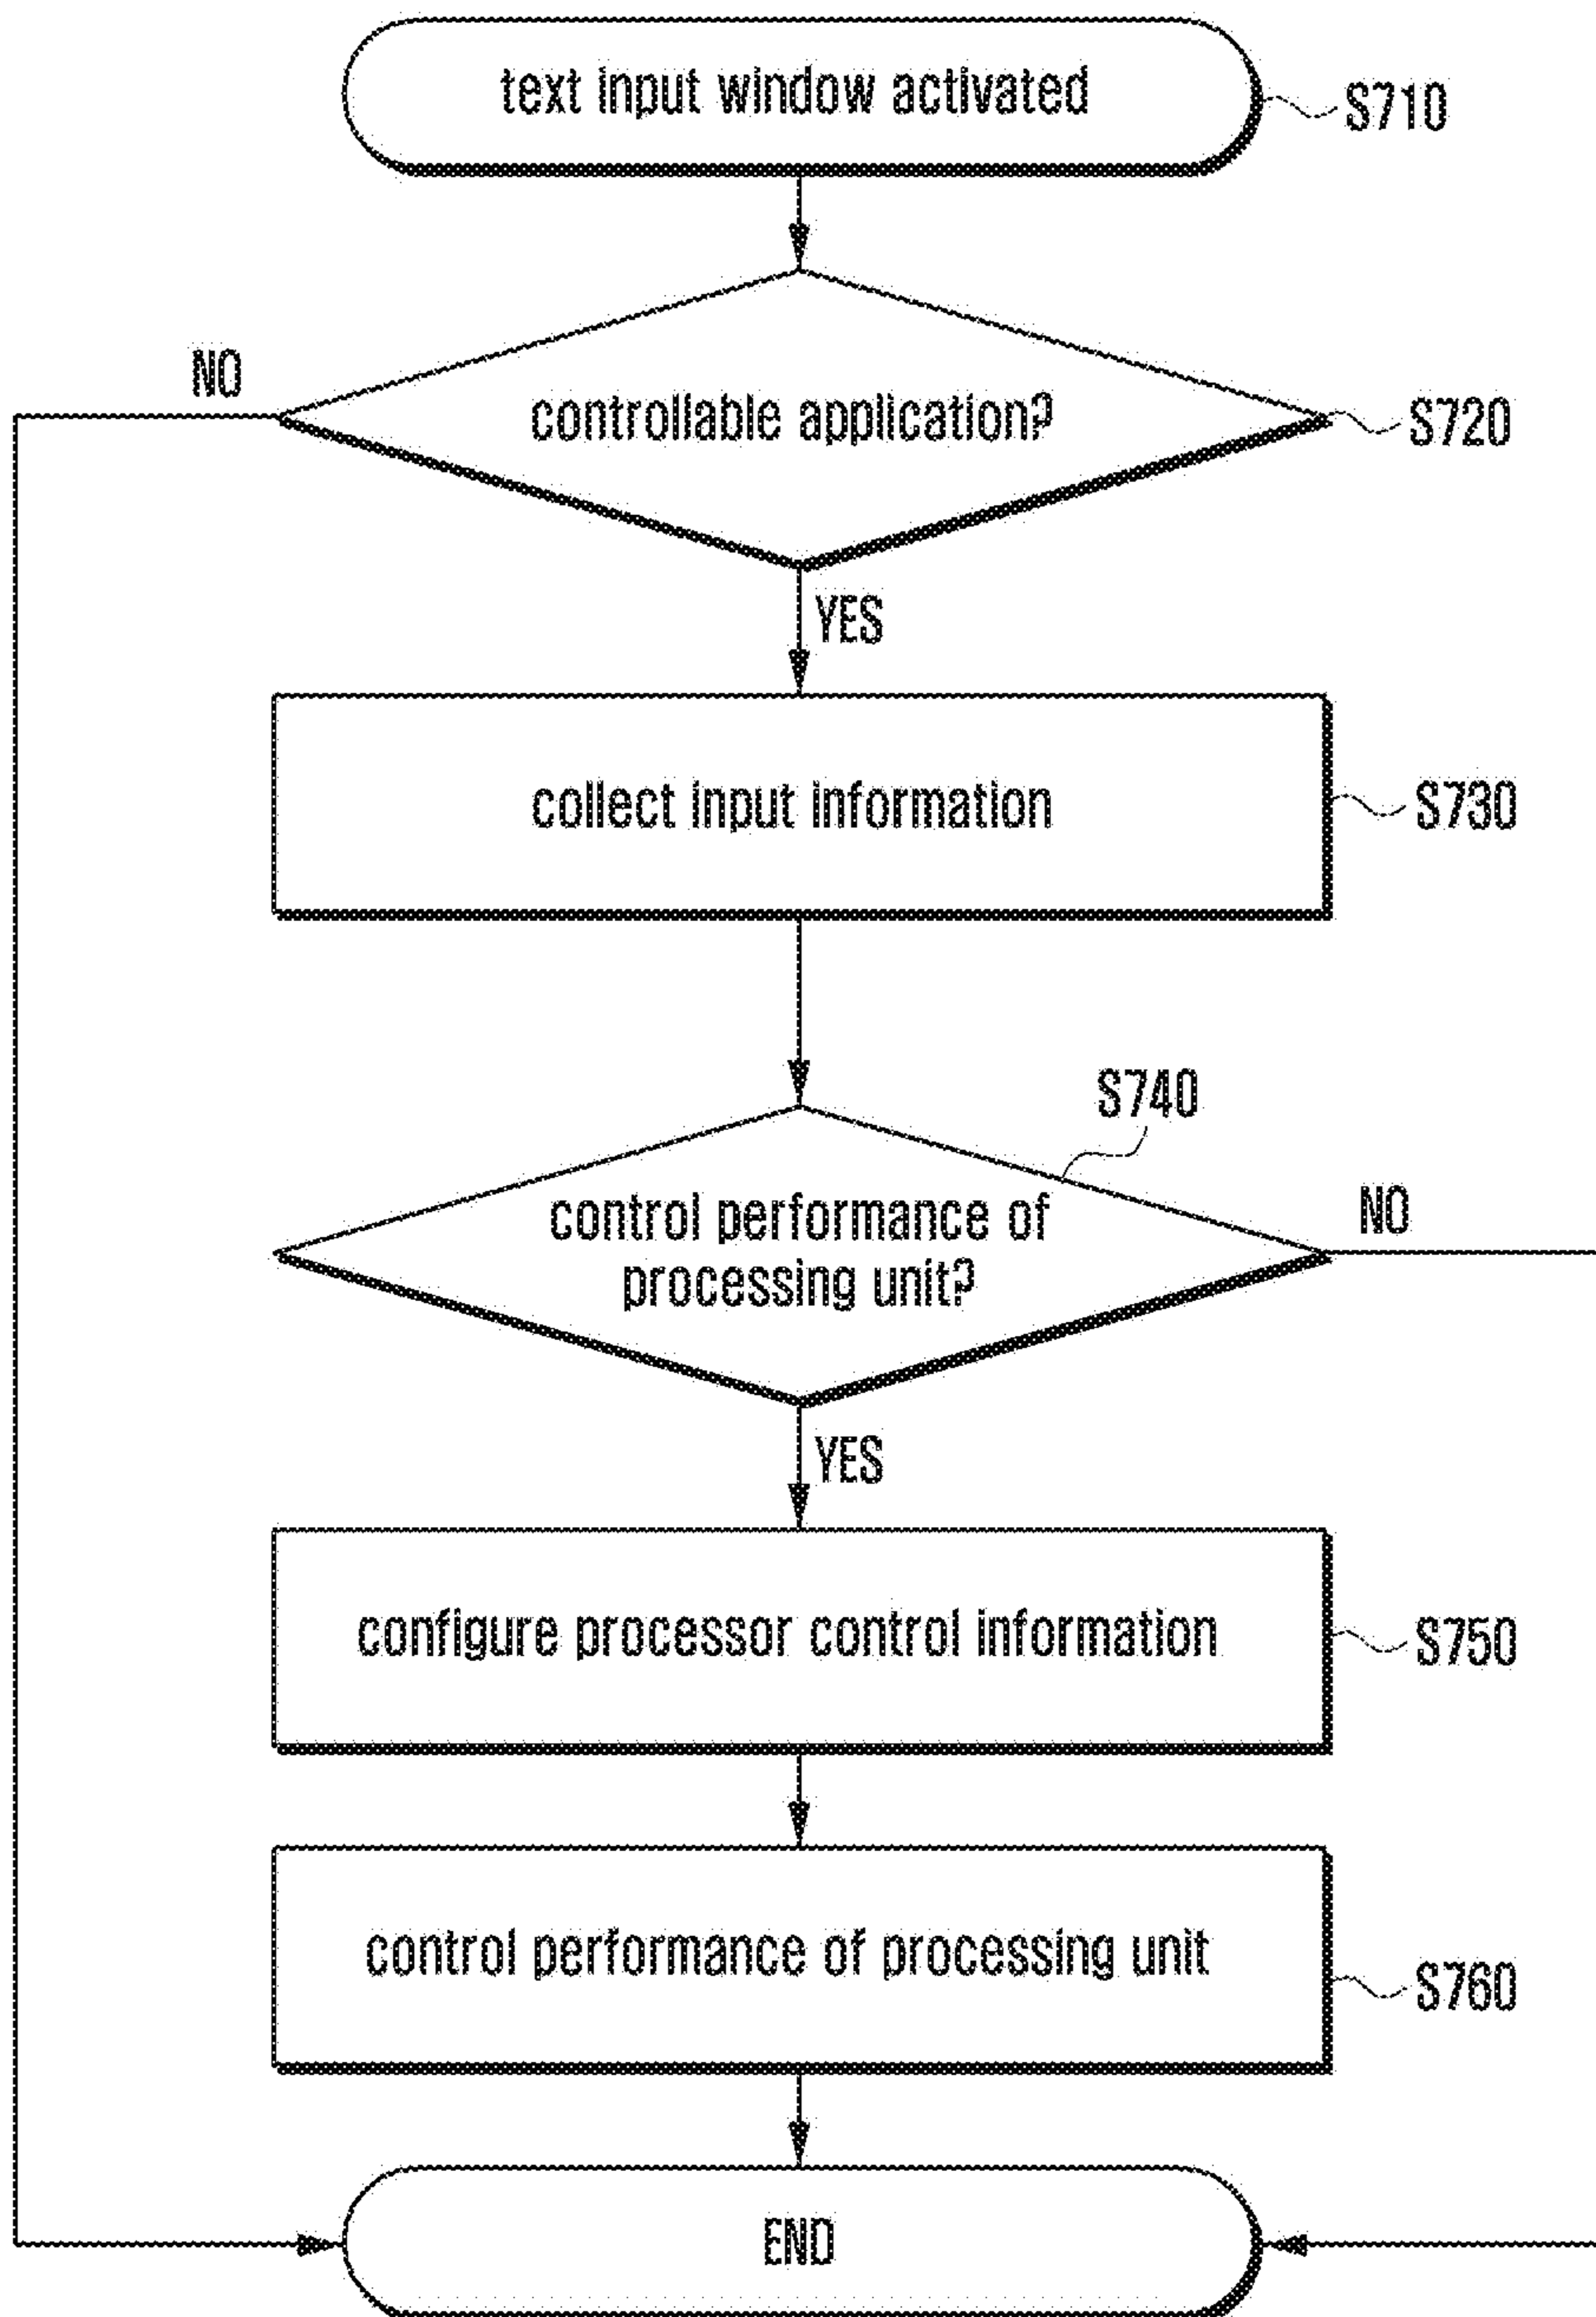 text input window activated
S710
NO
controllable application?
S720
YES
collect input information
S730
S740
control performance of
processing unit?
NO
YES
configure processor control information
S750
control performance of processing unit
S760
END